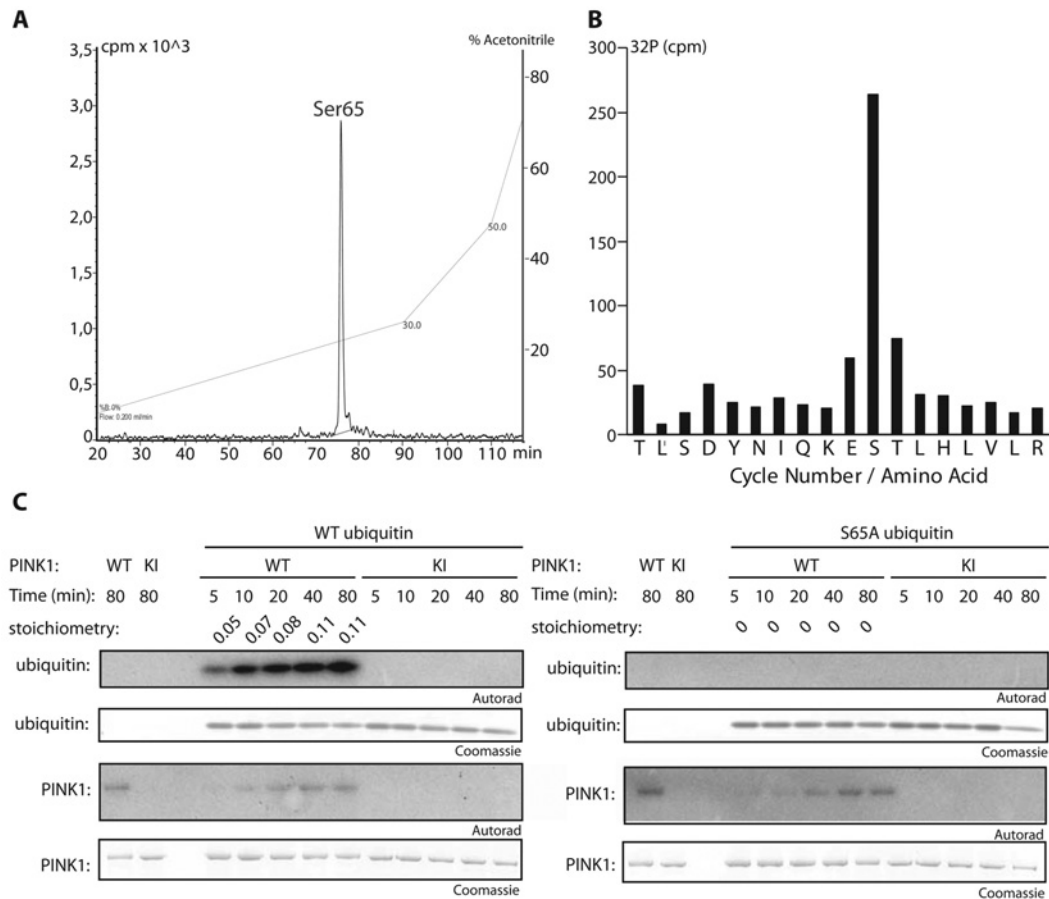 A
cpm x 10^3
% Acetonitrile
3,5
3,0
2,5
2,0
1,5
1,0
0,5
0
80
60
40
20
Ser65
50.0
30.0
Flow: 0.200 ml/min
20 30 40 50 60 70 80 90 100 110 min
B
32P (cpm)
300
250
200
150
100
50
0
T L S D Y N I Q K E S T L H L V L R
Cycle Number / Amino Acid
C
WT ubiquitin
PINK1: WT KI WT KI
Time (min): 80 80 5 10 20 40 80 5 10 20 40 80
stoichiometry: 0.05 0.07 0.08 0.11 0.11
ubiquitin:
Autorad
ubiquitin:
Coomassie
PINK1:
Autorad
PINK1:
Coomassie
S65A ubiquitin
PINK1: WT KI WT KI
Time (min): 80 80 5 10 20 40 80 5 10 20 40 80
stoichiometry: 0 0 0 0 0
ubiquitin:
Autorad
ubiquitin:
Coomassie
PINK1:
Autorad
PINK1:
Coomassie